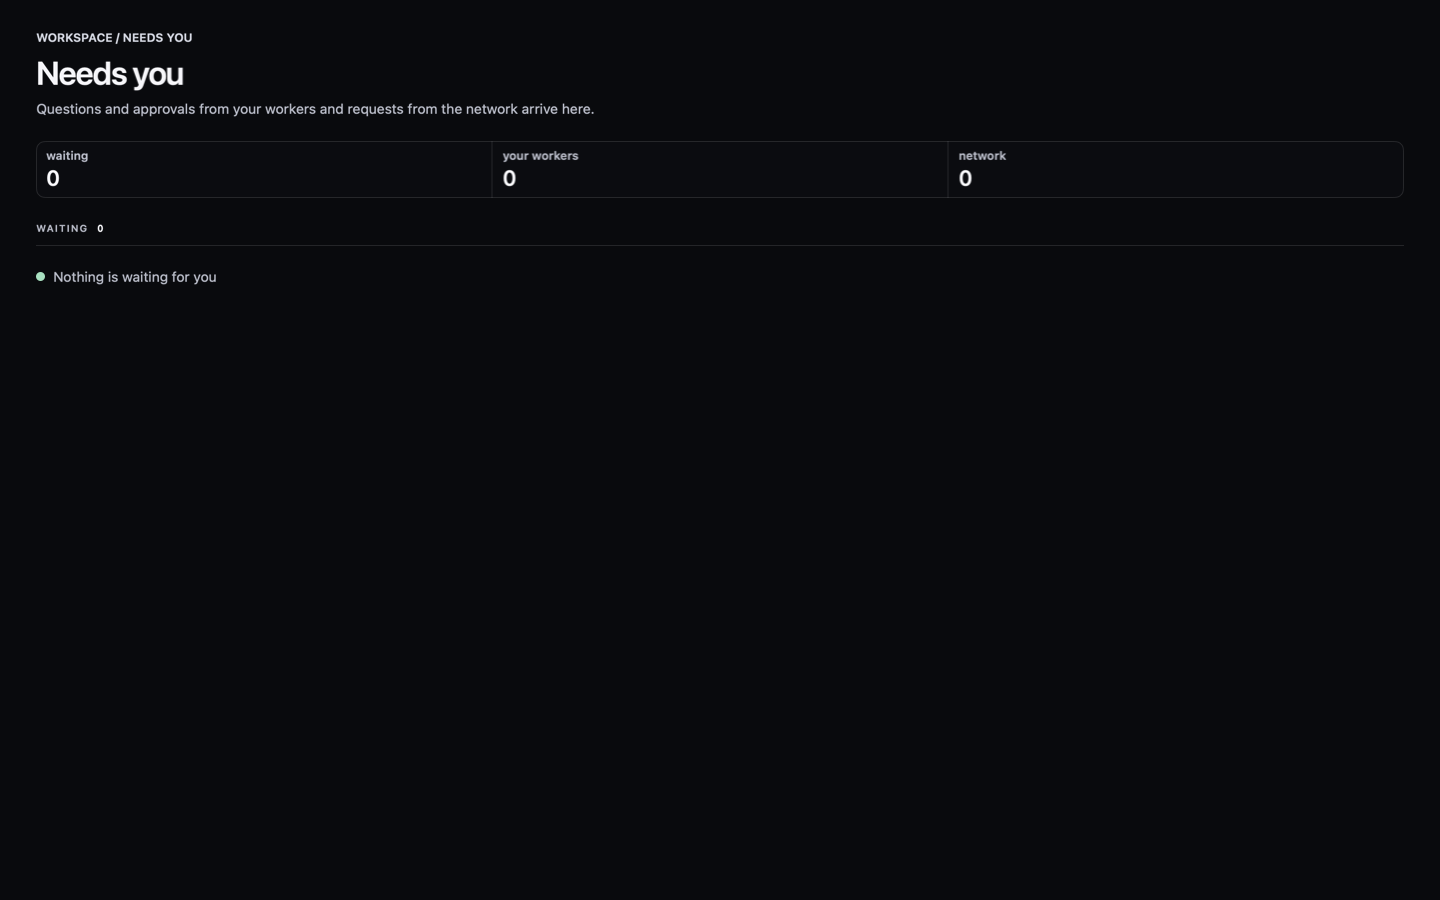 WORKSPACE / NEEDS YOU
Needs you
Questions and approvals from your workers and requests from the network arrive here.
waiting
0
your workers
0
network
0
WAITING 0
Nothing is waiting for you